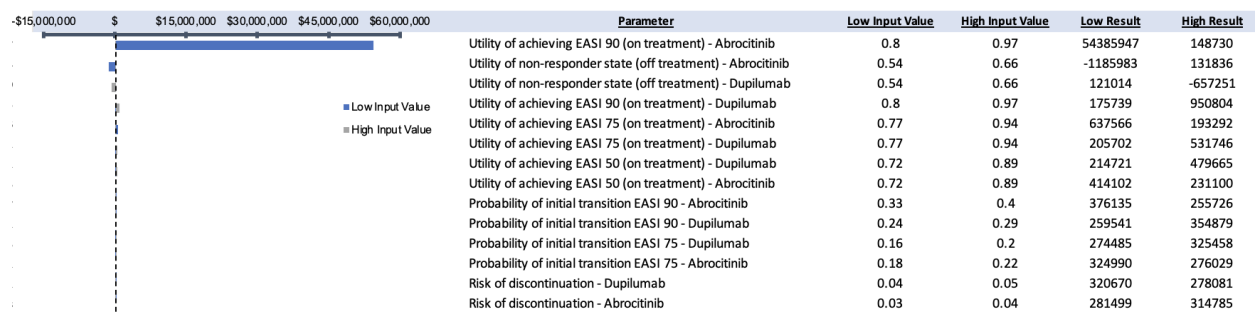 -$15,000,000 $ $15,000,000 $30,000,000 $45,000,000 $60,000,000 Parameter Low Input Value High Input Value Low Result High Result
Utility of achieving EASI 90 (on treatment) - Abrocitinib 0.8 0.97 54385947 148730
Utility of non-responder state (off treatment) - Abrocitinib 0.54 0.66 -1185983 131836
Utility of non-responder state (off treatment) - Dupilumab 0.54 0.66 121014 -657251
Utility of achieving EASI 90 (on treatment) - Dupilumab 0.8 0.97 175739 950804
Low Input Value
Utility of achieving EASI 75 (on treatment) - Abrocitinib 0.77 0.94 637566 193292
High Input Value
Utility of achieving EASI 75 (on treatment) - Dupilumab 0.77 0.94 205702 531746
Utility of achieving EASI 50 (on treatment) - Dupilumab 0.72 0.89 214721 479665
Utility of achieving EASI 50 (on treatment) - Abrocitinib 0.72 0.89 414102 231100
Probability of initial transition EASI 90 - Abrocitinib 0.33 0.4 376135 255726
Probability of initial transition EASI 90 - Dupilumab 0.24 0.29 259541 354879
Probability of initial transition EASI 75 - Dupilumab 0.16 0.2 274485 325458
Probability of initial transition EASI 75 - Abrocitinib 0.18 0.22 324990 276029
Risk of discontinuation - Dupilumab 0.04 0.05 320670 278081
Risk of discontinuation - Abrocitinib 0.03 0.04 281499 314785